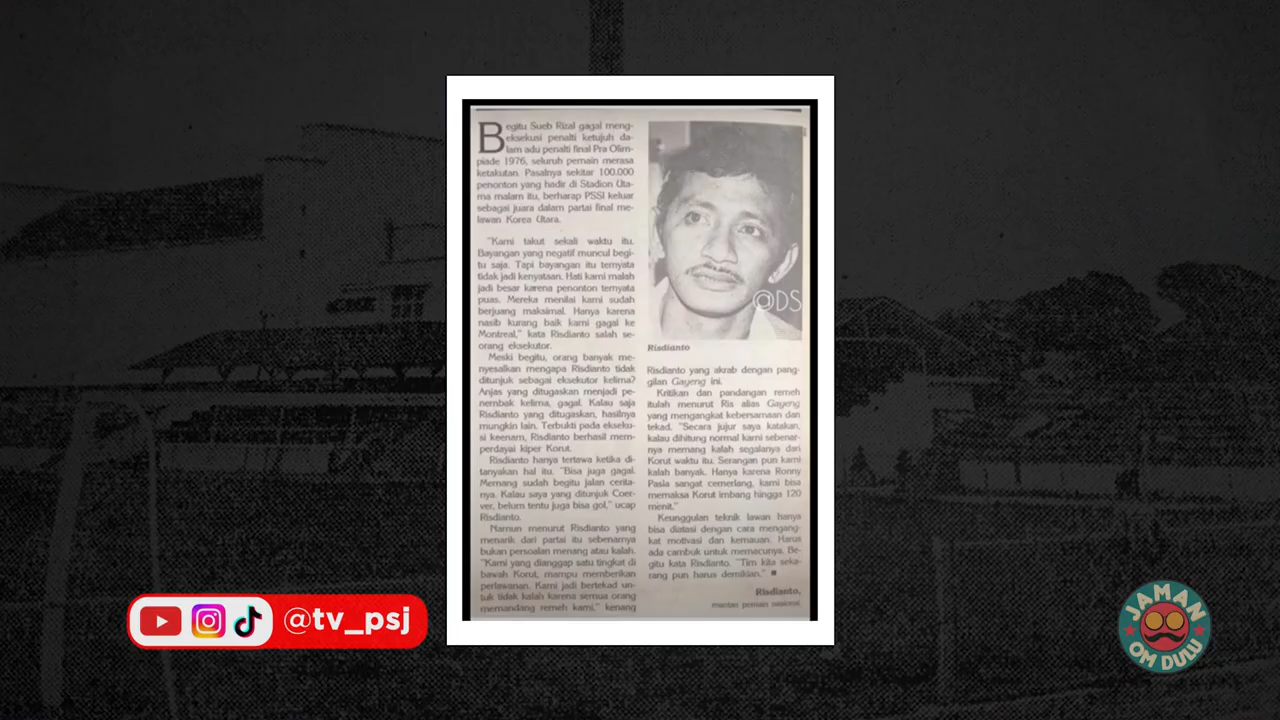 Begitu Sueb Rizal gagal meng-
eksekusi penalti ketujuh da-
lam adu penalti final Pra Olim-
piade 1976, seluruh pemain merasa
ketakutan. Pasalnya sekitar 100.000
penonton yang hadir di Stadion Uta-
ma malam itu, berharap PSSI keluar
sebagai juara dalam partai final me-
lawan Korea Utara.
"Kami takut sekali waktu itu.
Bayangan yang negatif muncul begi-
tu saja. Tapi bayangan itu ternyata
tidak jadi kenyataan. Hati kami malah
jadi besar karena penonton ternyata
puas. Mereka menilai kami sudah
berjuang maksimal. Hanya karena
nasib kurang baik kami gagal ke
Montreal," kata Risdianto salah se-
orang eksekutor.
Meski begitu, orang banyak me-
nyesalkan mengapa Risdianto tidak
ditunjuk sebagai eksekutor kelima?
Anjas yang ditugaskan menjadi pe-
nembak kelima, gagal. Kalau saja
Risdianto yang ditugaskan, hasilnya
mungkin lain. Terbukti pada ekseku-
si keenam, Risdianto berhasil mem-
perdayai kiper Korut.
Risdianto hanya tertawa ketika di-
tanyakan hal itu. "Bisa juga gagal.
Memang sudah begitu jalan cerita-
nya. Kalau saya yang ditunjuk Coer-
ver, belum tentu juga bisa gol," ucap
Risdianto.
Namun menurut Risdianto yang
menarik dari partai itu sebenarnya
bukan persoalan menang atau kalah.
"Kami yang dianggap satu tingkat di
bawah Korut, mampu memberikan
perlawanan. Kami jadi bertekad un-
tuk tidak kalah karena semua orang
memandang remeh kami," kenang
@DS
Risdianto
Risdianto yang akrab dengan pang-
gilan Gayeng ini.
Kritikan dan pandangan remeh
itulah menurut Ris alias Gayeng
yang mengangkat kebersamaan dan
tekad. "Secara jujur saya katakan,
kalau dihitung normal kami sebenar-
nya memang kalah segalanya dari
Korut waktu itu. Serangan pun kami
kalah banyak. Hanya karena Ronny
Pasla sangat cemerlang, kami bisa
memaksa Korut imbang hingga 120
menit."
Keunggulan teknik lawan hanya
bisa diatasi dengan cara mengang-
kat motivasi dan kemauan. Harus
ada cambuk untuk memacunya. Be-
gitu kata Risdianto. "Tim kita seka-
rang pun harus demikian." ■
Risdianto,
mantan pemain nasional
@tv_psj
JAMAN
OM DULU